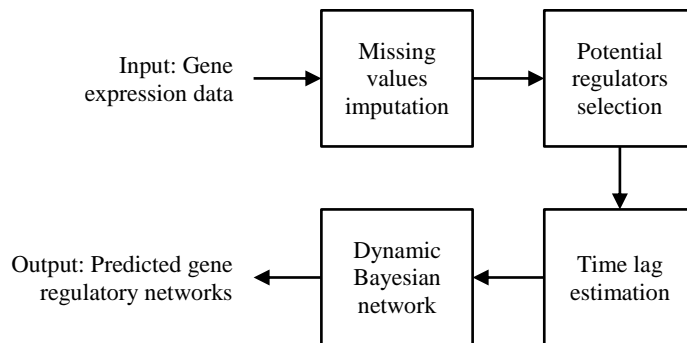 Input: Gene
expression data
Missing
values
imputation
Potential
regulators
selection
Output: Predicted gene
regulatory networks
Dynamic
Bayesian
network
Time lag
estimation